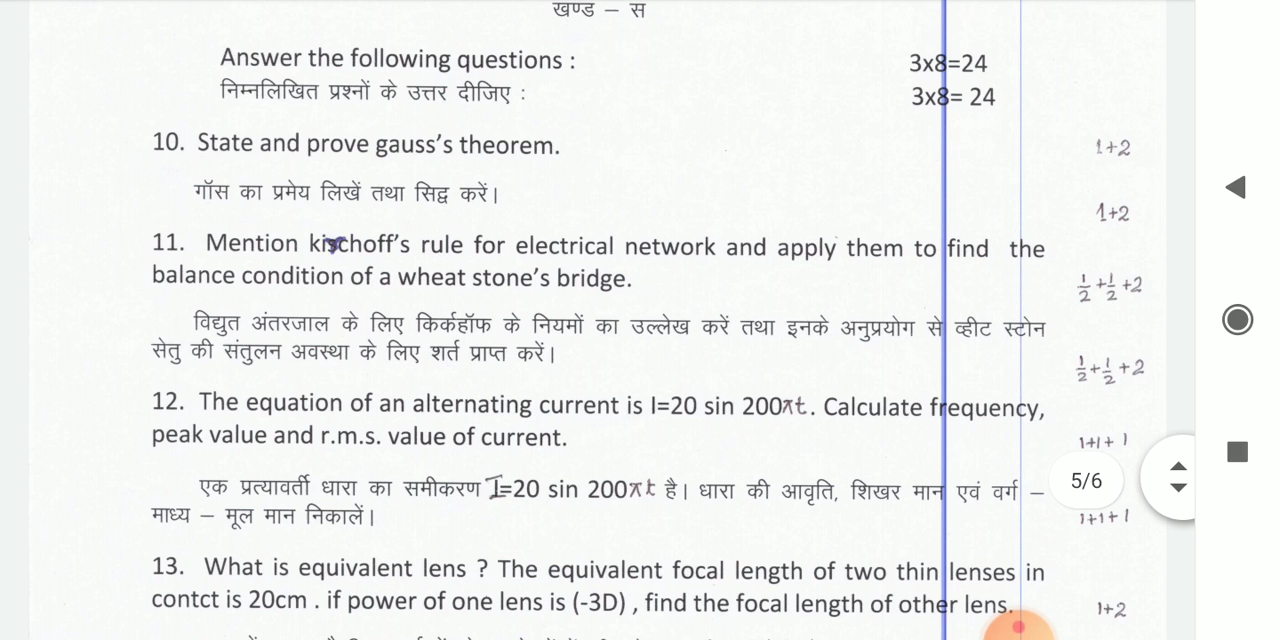 खण्ड – स
Answer the following questions : 3x8=24
निम्नलिखित प्रश्नों के उत्तर दीजिए : 3x8= 24
10. State and prove gauss's theorem. 1+2
गॉस का प्रमेय लिखें तथा सिद्व करें।
1+2
11. Mention kirchoff's rule for electrical network and apply them to find the
balance condition of a wheat stone's bridge. 1/2+1/2+2
विद्युत अंतरजाल के लिए किर्कहॉफ के नियमों का उल्लेख करें तथा इनके अनुप्रयोग से व्हीट स्टोन
सेतु की संतुलन अवस्था के लिए शर्त प्राप्त करें।
1/2+1/2+2
12. The equation of an alternating current is I=20 sin 200πt. Calculate frequency,
peak value and r.m.s. value of current. 1+1+1
एक प्रत्यावर्ती धारा का समीकरण I=20 sin 200πt है। धारा की आवृति, शिखर मान एवं वर्ग –
माध्य – मूल मान निकालें। 1+1+1
5/6
13. What is equivalent lens ? The equivalent focal length of two thin lenses in
contct is 20cm . if power of one lens is (-3D) , find the focal length of other lens. 1+2